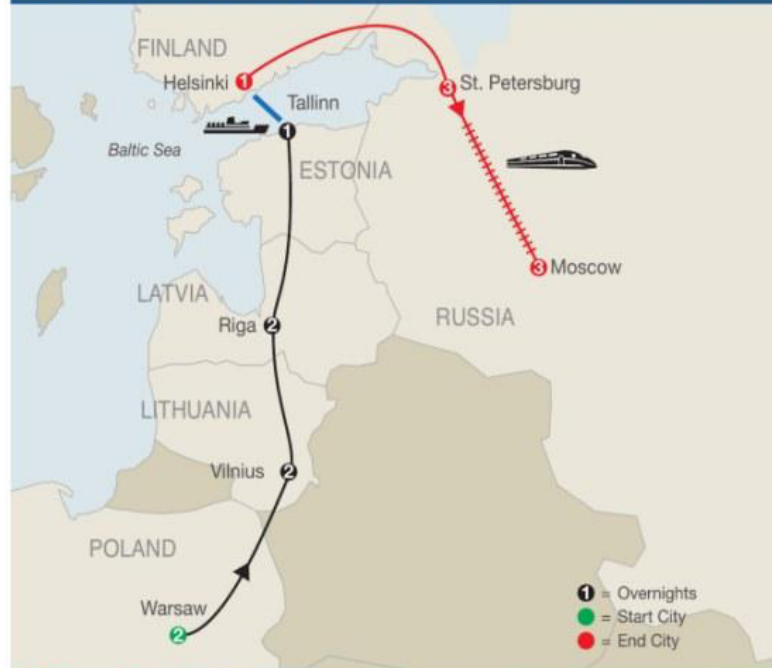 FINLAND
Helsinki 1
3 St. Petersburg
Tallinn
1
Baltic Sea
ESTONIA
3 Moscow
LATVIA
RUSSIA
Riga 2
LITHUANIA
Vilnius 2
POLAND
1 = Overnights
Warsaw
2
= Start City
= End City